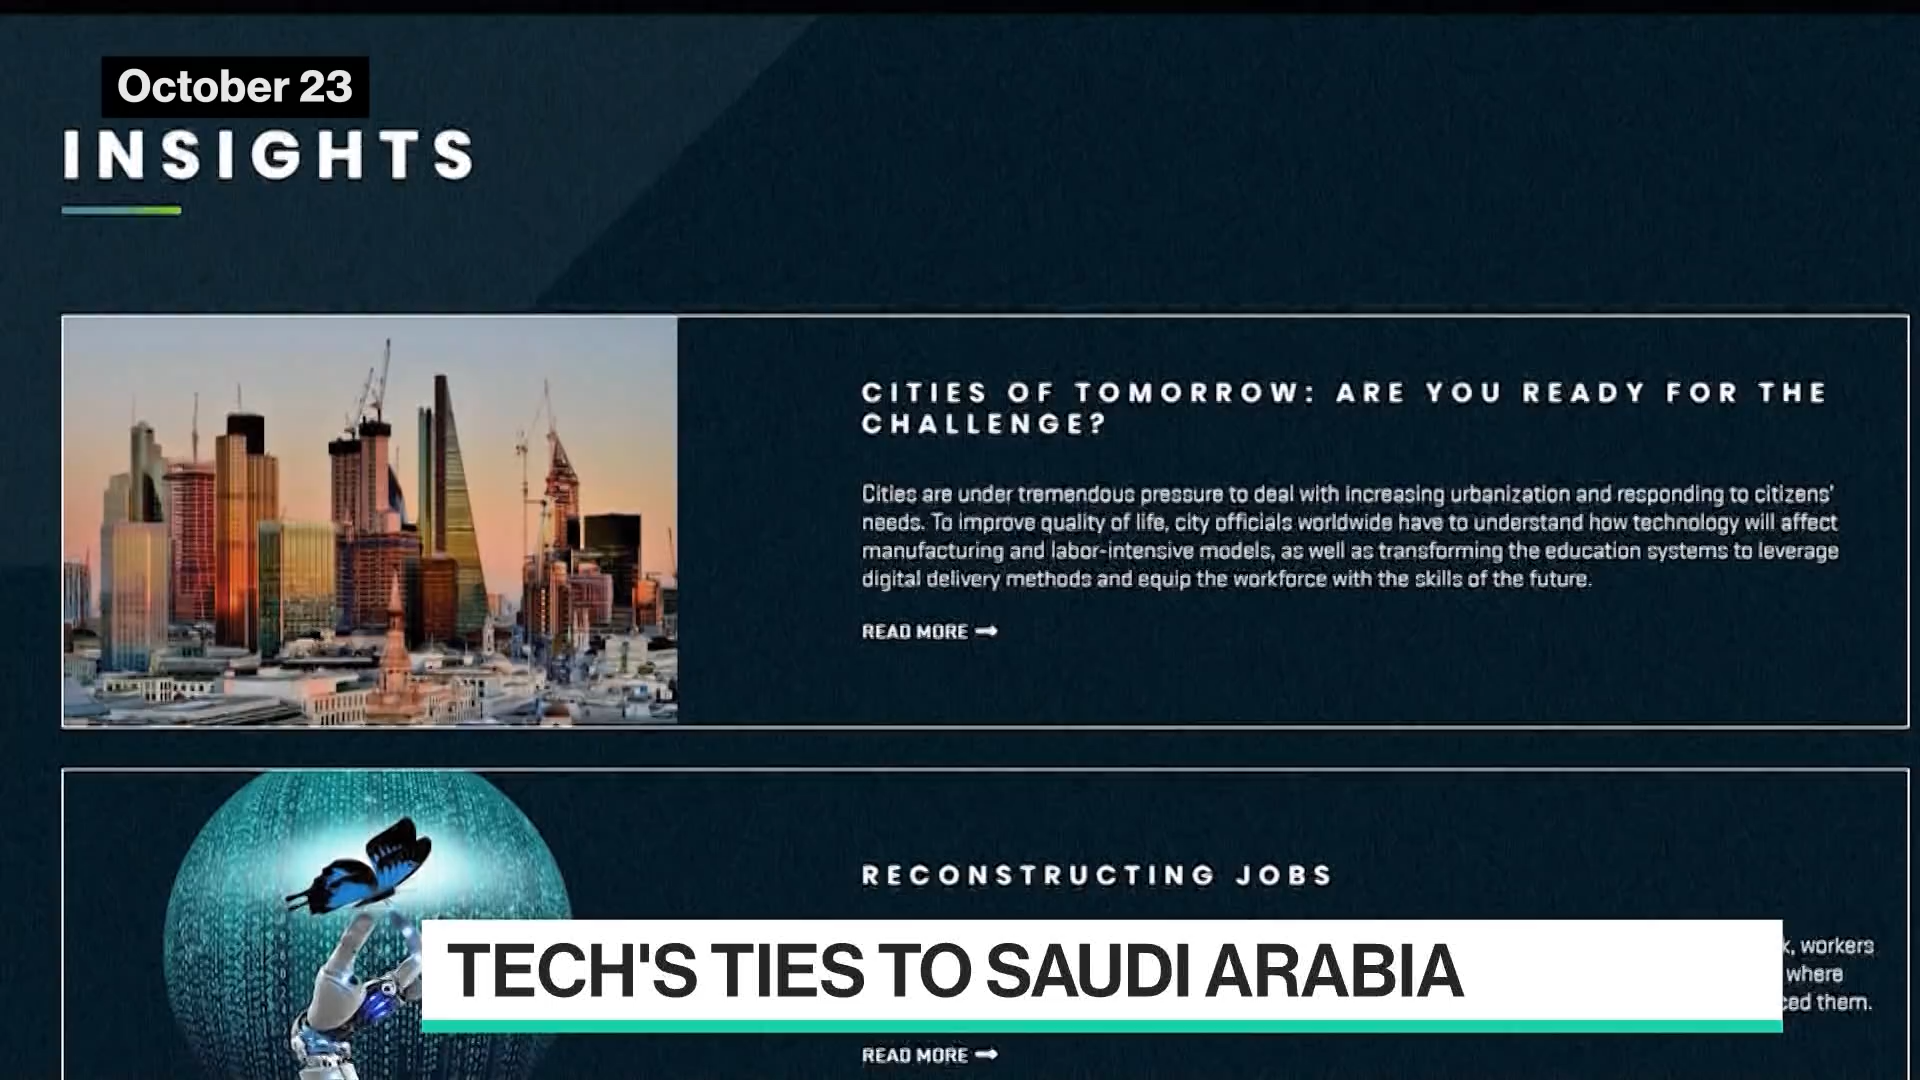 October 23
INSIGHTS
CITIES OF TOMORROW: ARE YOU READY FOR THE
CHALLENGE?
Cities are under tremendous pressure to deal with increasing urbanization and responding to citizens'
needs. To improve quality of life, city officials worldwide have to understand how technology will affect
manufacturing and labor-intensive models, as well as transforming the education systems to leverage
digital delivery methods and equip the workforce with the skills of the future.
READ MORE
RECONSTRUCTING JOBS
workers
where
them.
TECH'S TIES TO SAUDI ARABIA
READ MORE